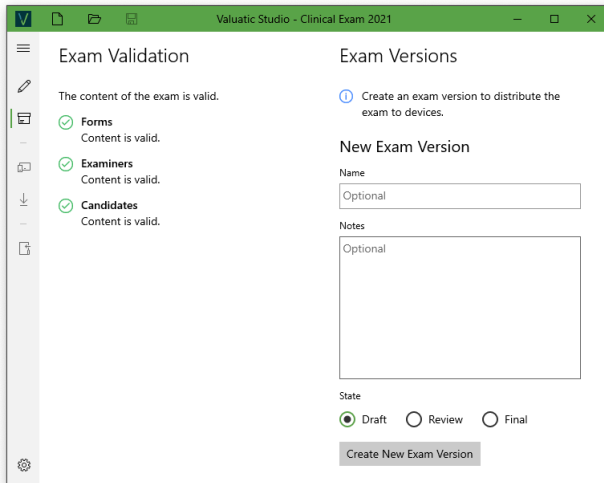 Valuatic Studio - Clinical Exam 2021
Exam Validation
The content of the exam is valid.
Forms
Content is valid.
Examiners
Content is valid.
Candidates
Content is valid.
Exam Versions
Create an exam version to distribute the
exam to devices.
New Exam Version
Name
Optional
Notes
Optional
State
Draft
Review
Final
Create New Exam Version